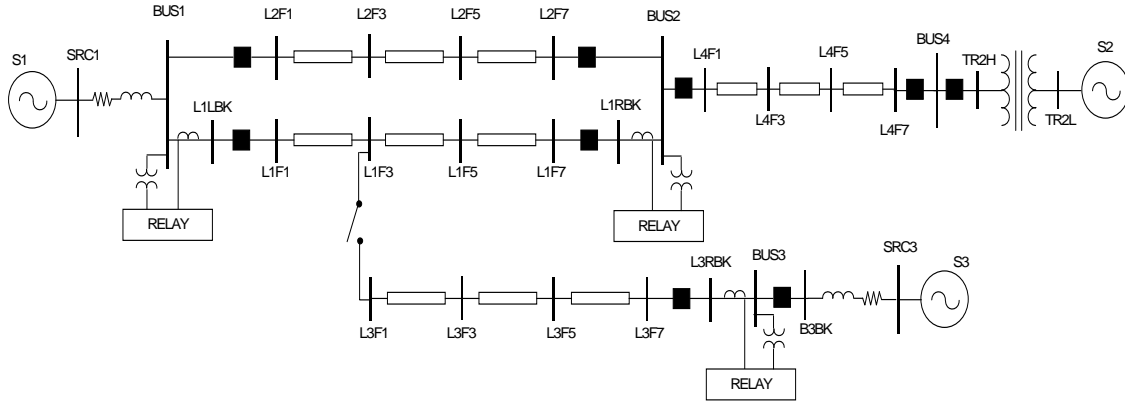 BUS1
L2F1
L2F3
L2F5
L2F7
BUS2
S1
SRC1
L4F1
L4F5
BUS4
TR2H
S2
L4F3
L4F7
TR2L
L1LBK
L1RBK
L1F1
L1F3
L1F5
L1F7
RELAY
RELAY
L3RBK
BUS3
SRC3
S3
L3F1
L3F3
L3F5
L3F7
B3BK
RELAY